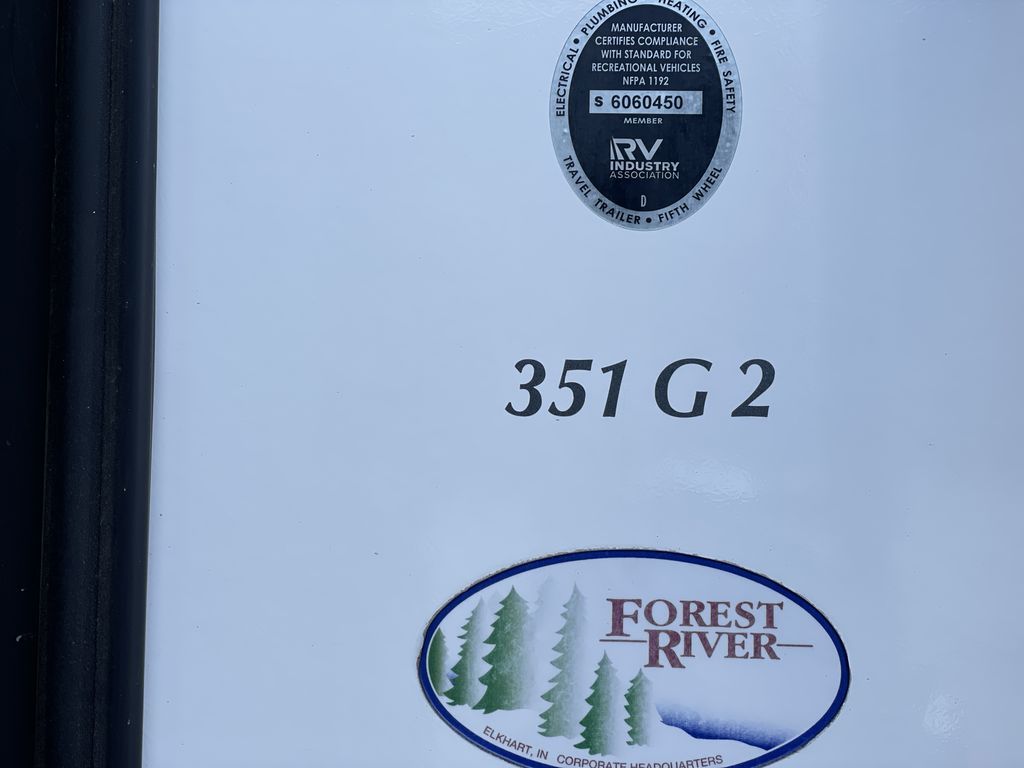 PLUMBING • HEATING •
ELECTRICAL •
FIRE SAFETY
MANUFACTURER
CERTIFIES COMPLIANCE
WITH STANDARD FOR
RECREATIONAL VEHICLES
NFPA 1192
S 6060450
MEMBER
RV
INDUSTRY
ASSOCIATION
D
TRAVEL TRAILER • FIFTH WHEEL
351 G 2
FOREST
RIVER
ELKHART, IN CORPORATE HEADQUARTERS